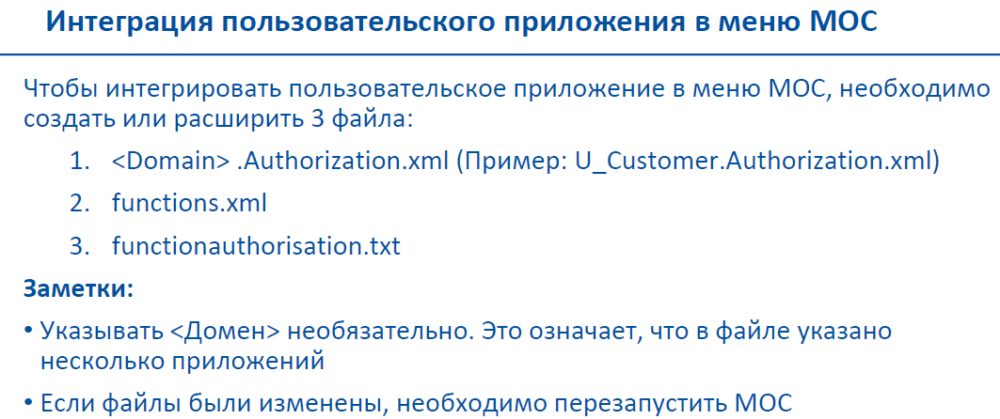 Интеграция пользовательского приложения в меню МОС
Чтобы интегрировать пользовательское приложение в меню МОС, необходимо
создать или расширить 3 файла:
1. <Domain> .Authorization.xml (Пример: U_Customer.Authorization.xml)
2. functions.xml
3. functionauthorisation.txt
Заметки:
• Указывать <Домен> необязательно. Это означает, что в файле указано
несколько приложений
• Если файлы были изменены, необходимо перезапустить МОС